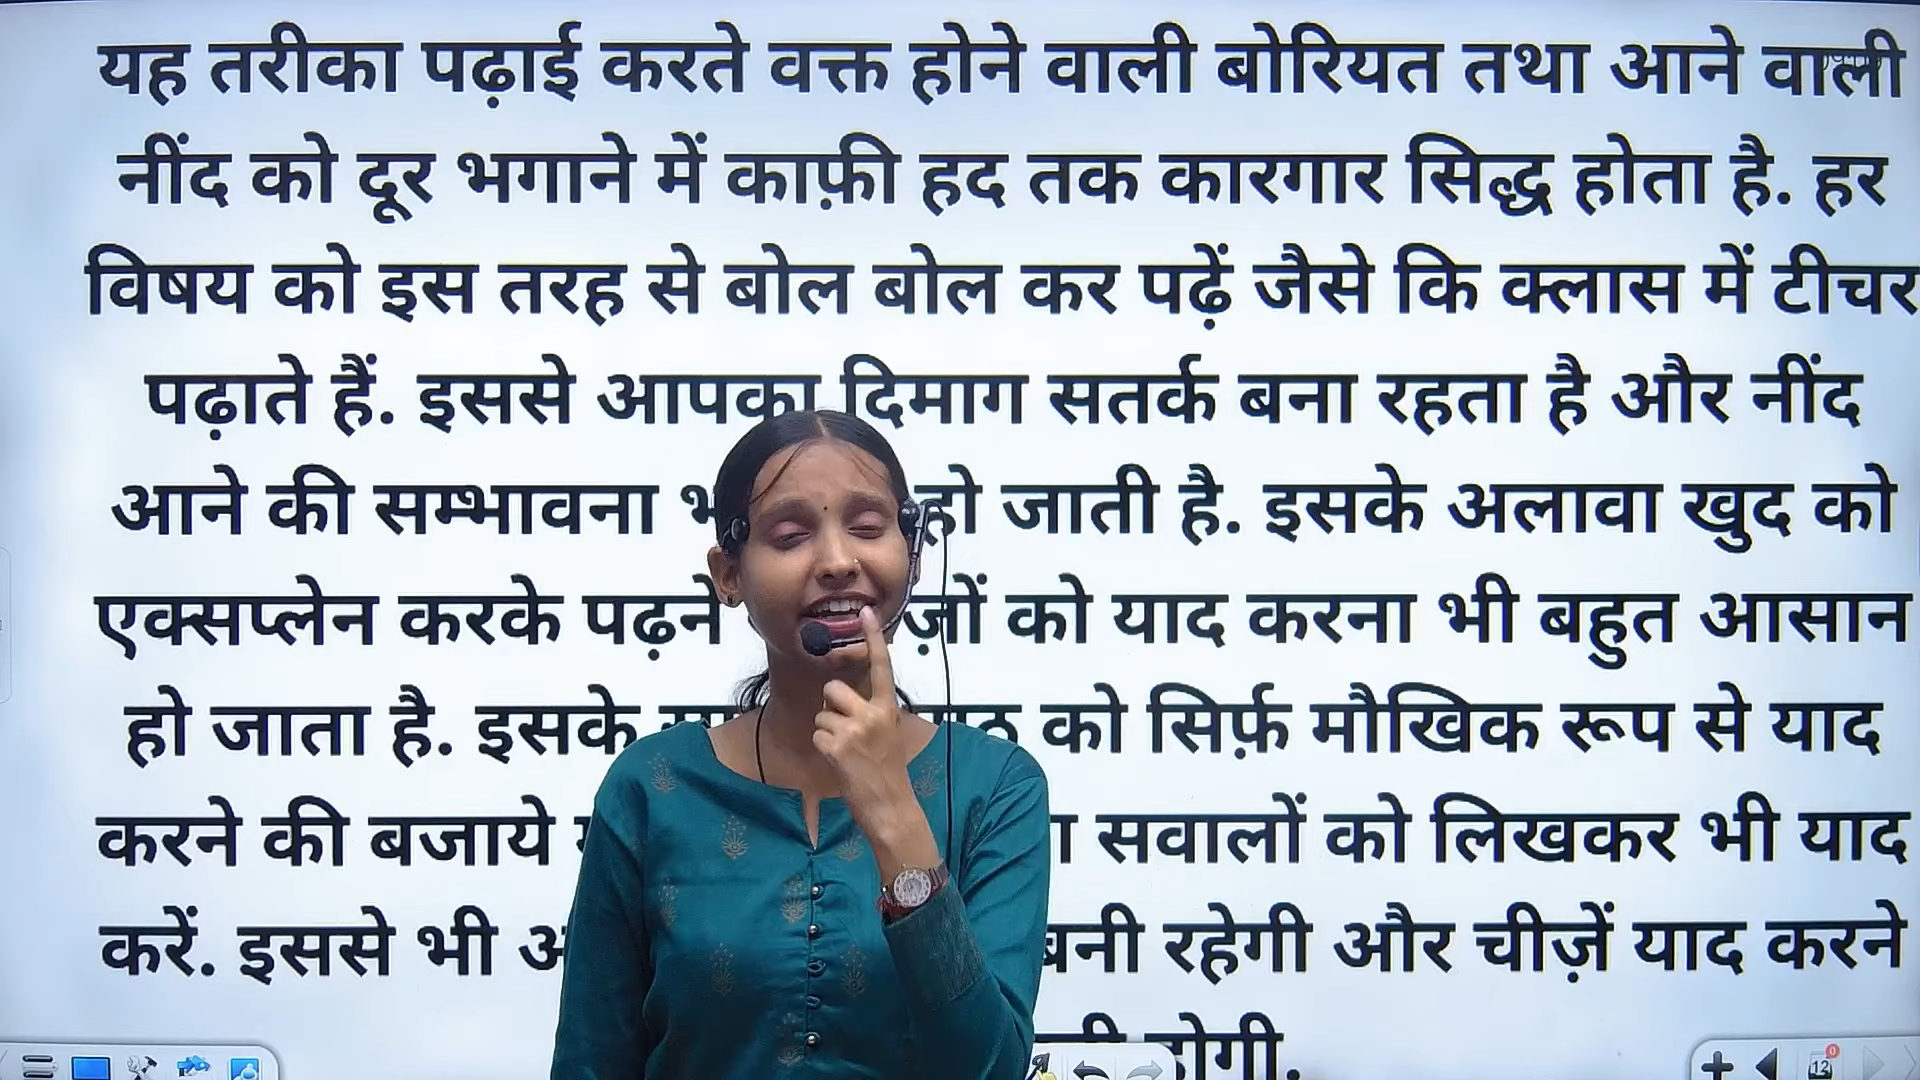 यह तरीका पढ़ाई करते वक्त होने वाली बोरियत तथा आने वाली
नींद को दूर भगाने में काफ़ी हद तक कारगार सिद्ध होता है. हर
विषय को इस तरह से बोल बोल कर पढ़ें जैसे कि क्लास में टीचर
पढ़ाते हैं. इससे आपका दिमाग सतर्क बना रहता है और नींद
आने की सम्भावना हो जाती है. इसके अलावा खुद को
एक्सप्लेन करके पढ़ने को याद करना भी बहुत आसान
हो जाता है. इसके को सिर्फ़ मौखिक रूप से याद
करने की बजाये सवालों को लिखकर भी याद
करें. इससे भी बनी रहेगी और चीज़ें याद करने
होगी.
12